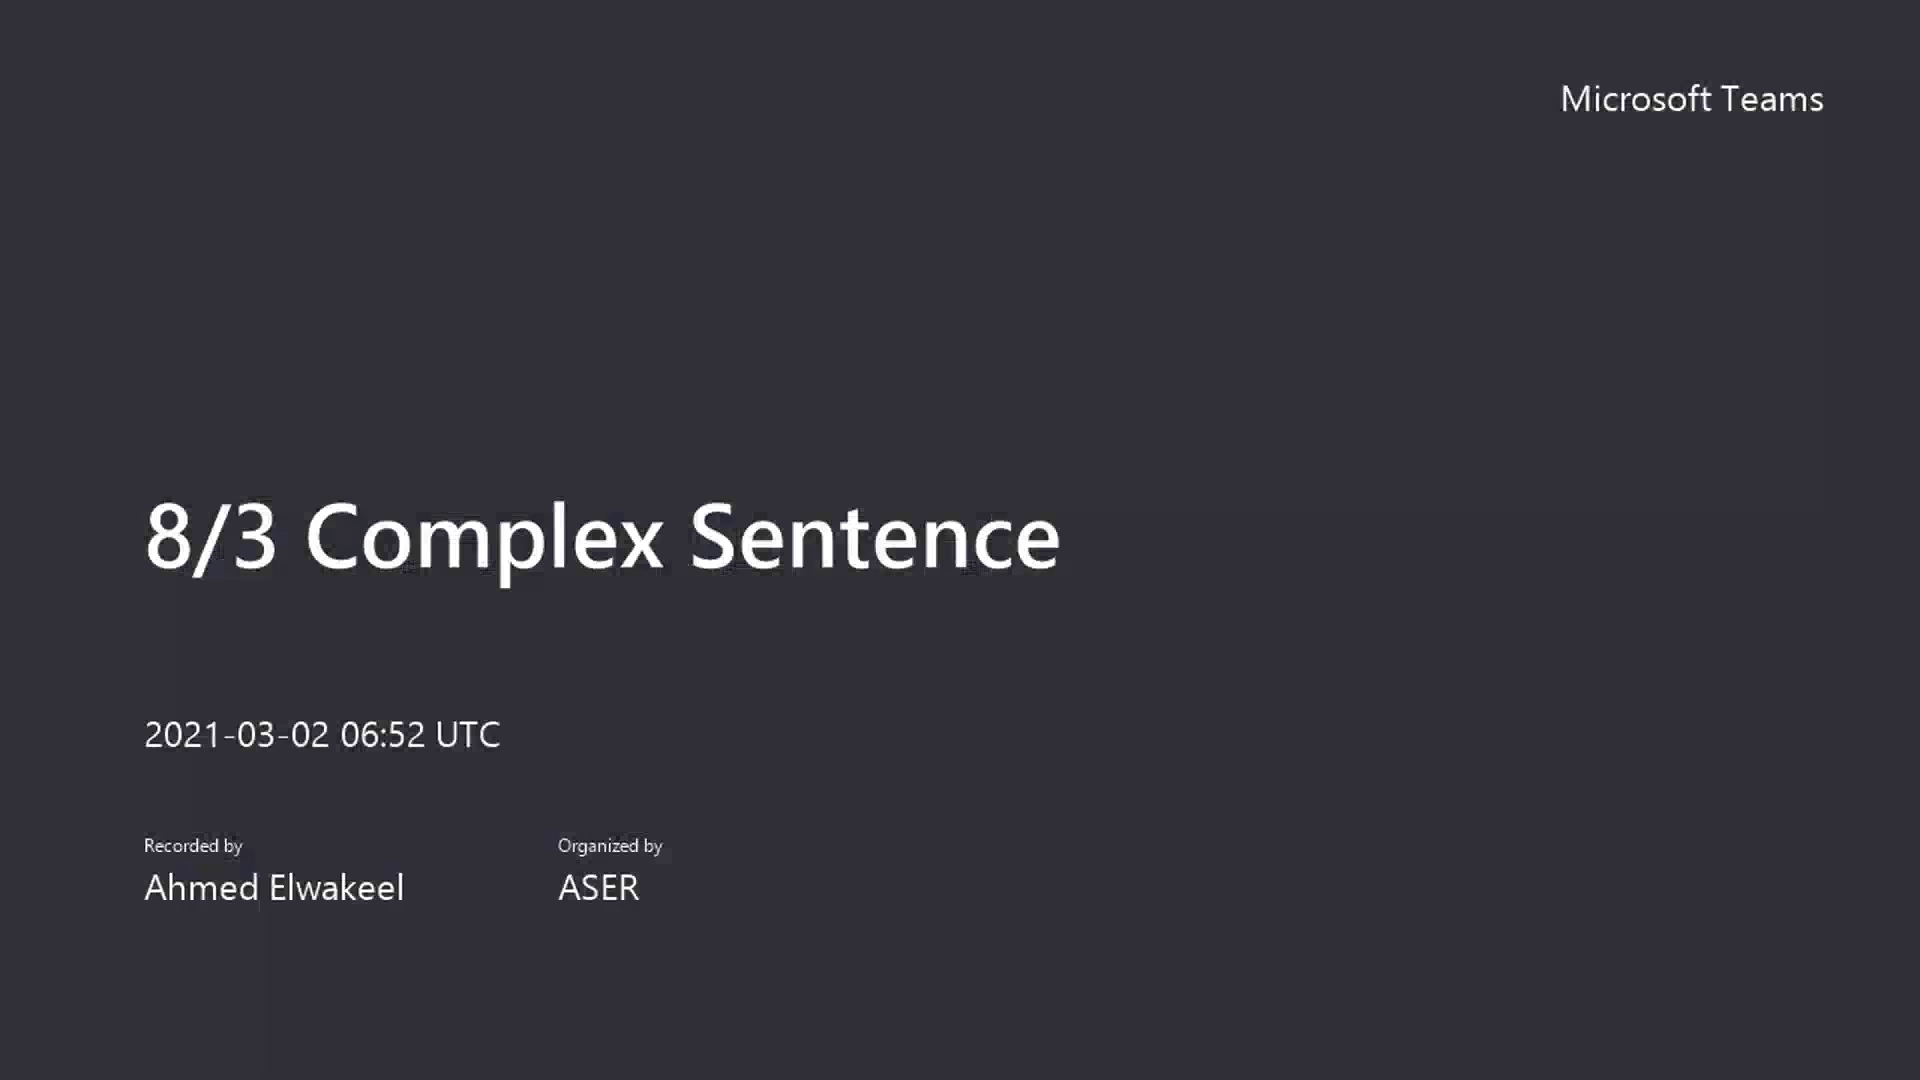 Microsoft Teams
8/3 Complex Sentence
2021-03-02 06:52 UTC
Recorded by
Ahmed Elwakeel
Organized by
ASER